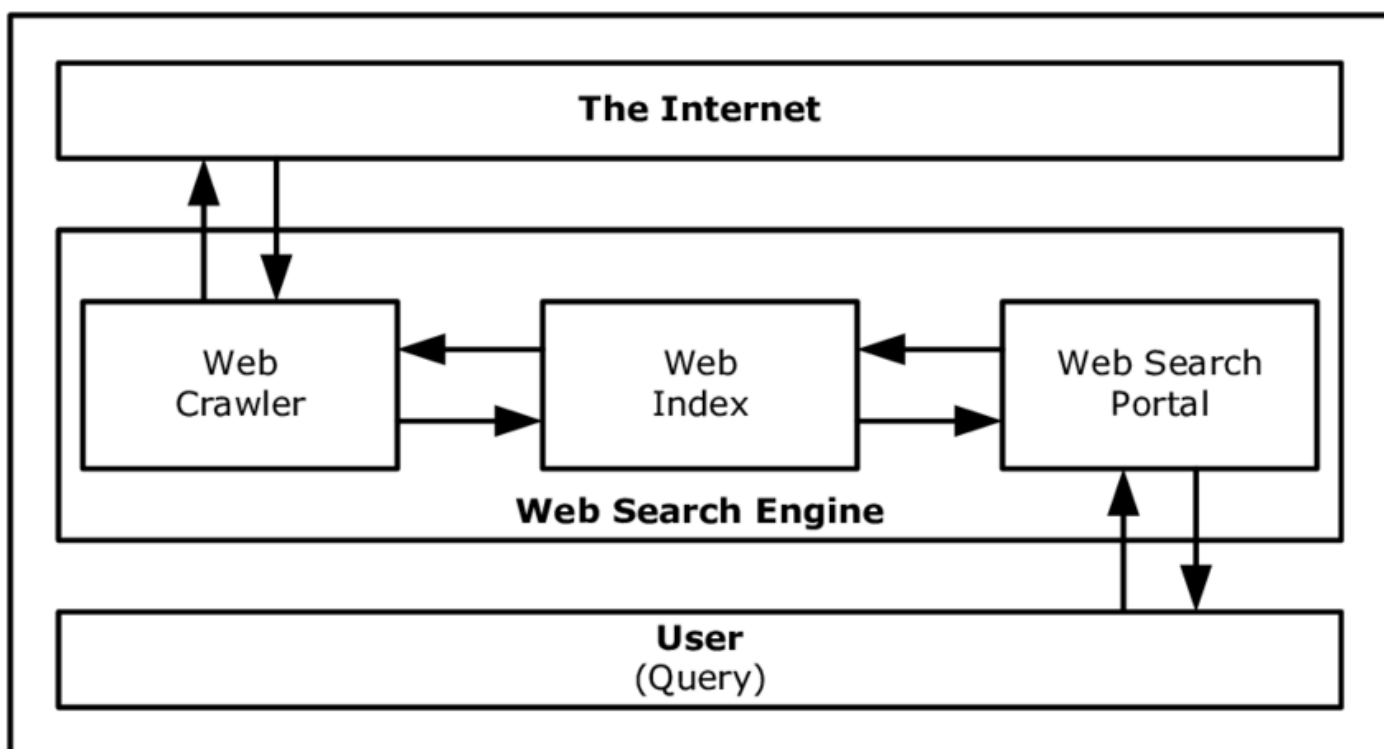 The Internet
Web
Crawler
Web
Index
Web Search
Portal
Web Search Engine
User
(Query)